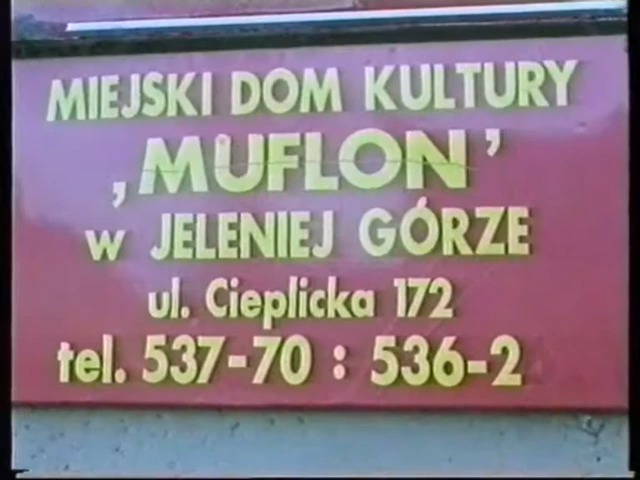 MIEJSKI DOM KULTURY
‚MUFLON’
w JELENIEJ GÓRZE
ul. Cieplicka 172
tel. 537-70 : 536-2